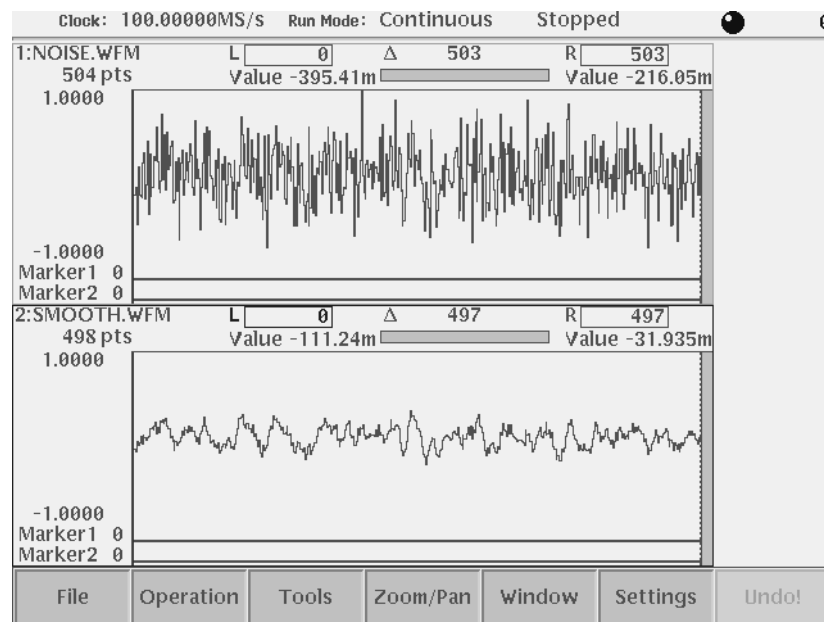 Clock: 100.00000MS/s Run Mode: Continuous Stopped
1:NOISE.WFM L 0 Δ 503 R 503
504 pts Value -395.41m Value -216.05m
1.0000
-1.0000
Marker1 0
Marker2 0
2:SMOOTH.WFM L 0 Δ 497 R 497
498 pts Value -111.24m Value -31.935m
1.0000
-1.0000
Marker1 0
Marker2 0
File Operation Tools Zoom/Pan Window Settings Undo!